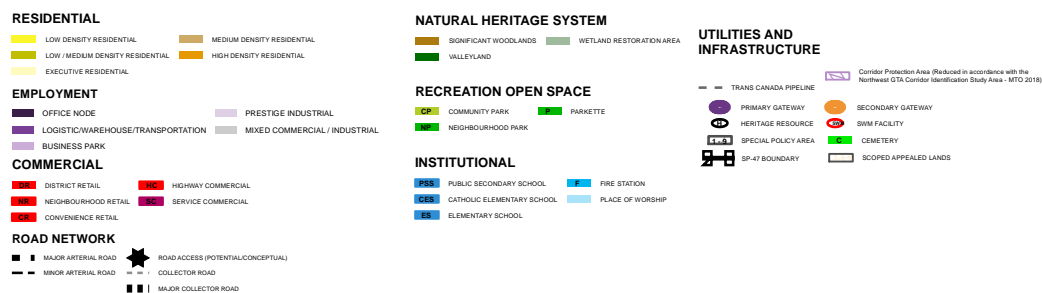 RESIDENTIAL
LOW DENSITY RESIDENTIAL
MEDIUM DENSITY RESIDENTIAL
LOW / MEDIUM DENSITY RESIDENTIAL
HIGH DENSITY RESIDENTIAL
EXECUTIVE RESIDENTIAL
EMPLOYMENT
OFFICE NODE
PRESTIGE INDUSTRIAL
LOGISTIC/WAREHOUSE/TRANSPORTATION
MIXED COMMERCIAL / INDUSTRIAL
BUSINESS PARK
COMMERCIAL
DR DISTRICT RETAIL
HC HIGHWAY COMMERCIAL
NR NEIGHBOURHOOD RETAIL
SC SERVICE COMMERCIAL
CR CONVENIENCE RETAIL
ROAD NETWORK
MAJOR ARTERIAL ROAD
ROAD ACCESS (POTENTIAL/CONCEPTUAL)
MINOR ARTERIAL ROAD
COLLECTOR ROAD
MAJOR COLLECTOR ROAD
NATURAL HERITAGE SYSTEM
SIGNIFICANT WOODLANDS
WETLAND RESTORATION AREA
VALLEYLAND
RECREATION OPEN SPACE
CP COMMUNITY PARK
P PARKETTE
NP NEIGHBOURHOOD PARK
INSTITUTIONAL
PSS PUBLIC SECONDARY SCHOOL
F FIRE STATION
CES CATHOLIC ELEMENTARY SCHOOL
PLACE OF WORSHIP
ES ELEMENTARY SCHOOL
UTILITIES AND
INFRASTRUCTURE
Corridor Protection Area (Reduced in accordance with the
Northwest GTA Corridor Identification Study Area - MTO 2018)
TRANS CANADA PIPELINE
PRIMARY GATEWAY
SECONDARY GATEWAY
H HERITAGE RESOURCE
SWM SWM FACILITY
1 - 9 SPECIAL POLICY AREA
C CEMETERY
SP-47 BOUNDARY
SCOPED APPEALED LANDS